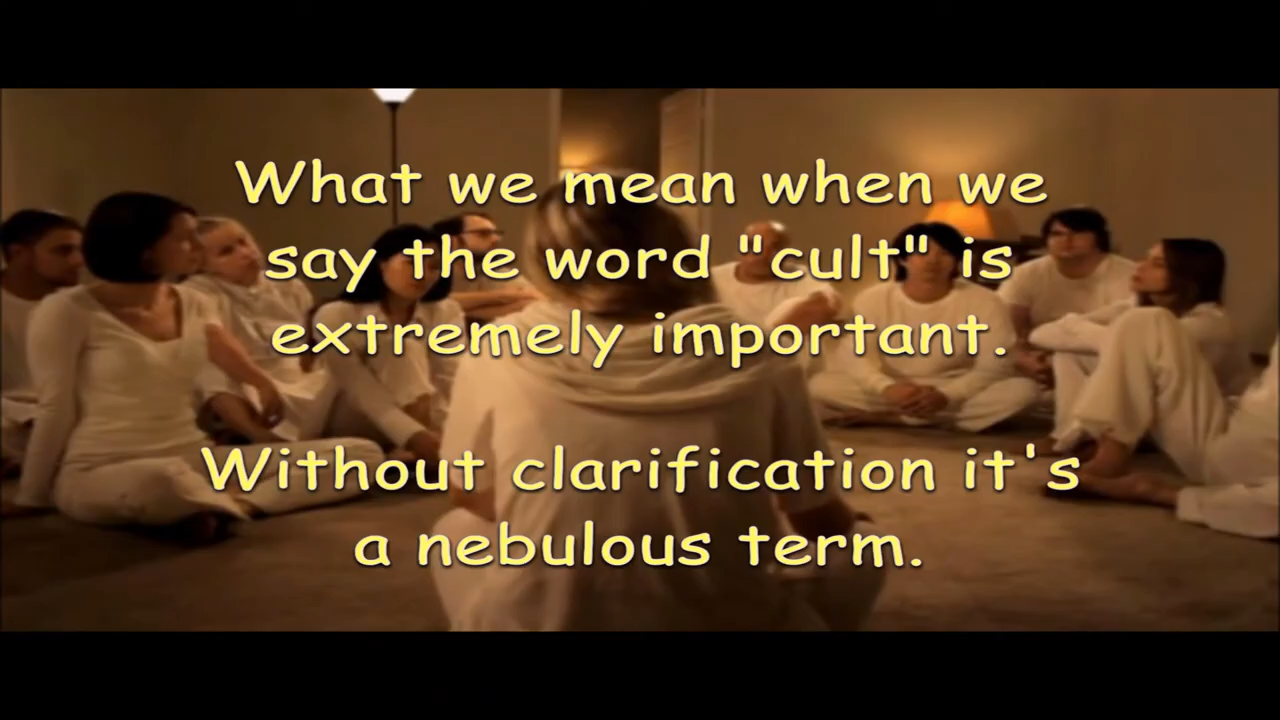 What we mean when we
say the word "cult" is
extremely important.
Without clarification it's
a nebulous term.